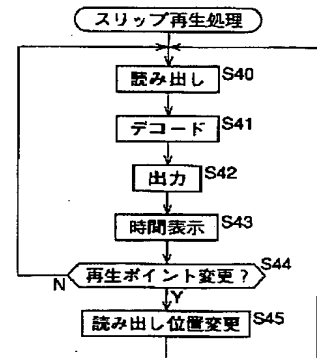 スリップ再生処理
読み出し S40
デコード S41
出力 S42
時間表示 S43
再生ポイント変更？ S44
N
Y
読み出し位置変更 S45